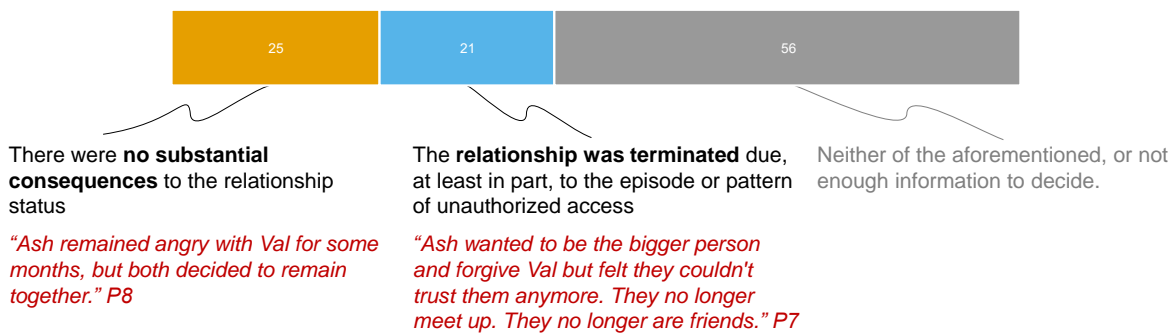 25
21
56
There were no substantial
consequences to the relationship
status
“Ash remained angry with Val for some
months, but both decided to remain
together.” P8
The relationship was terminated due,
at least in part, to the episode or pattern
of unauthorized access
“Ash wanted to be the bigger person
and forgive Val but felt they couldn't
trust them anymore. They no longer
meet up. They no longer are friends.” P7
Neither of the aforementioned, or not
enough information to decide.